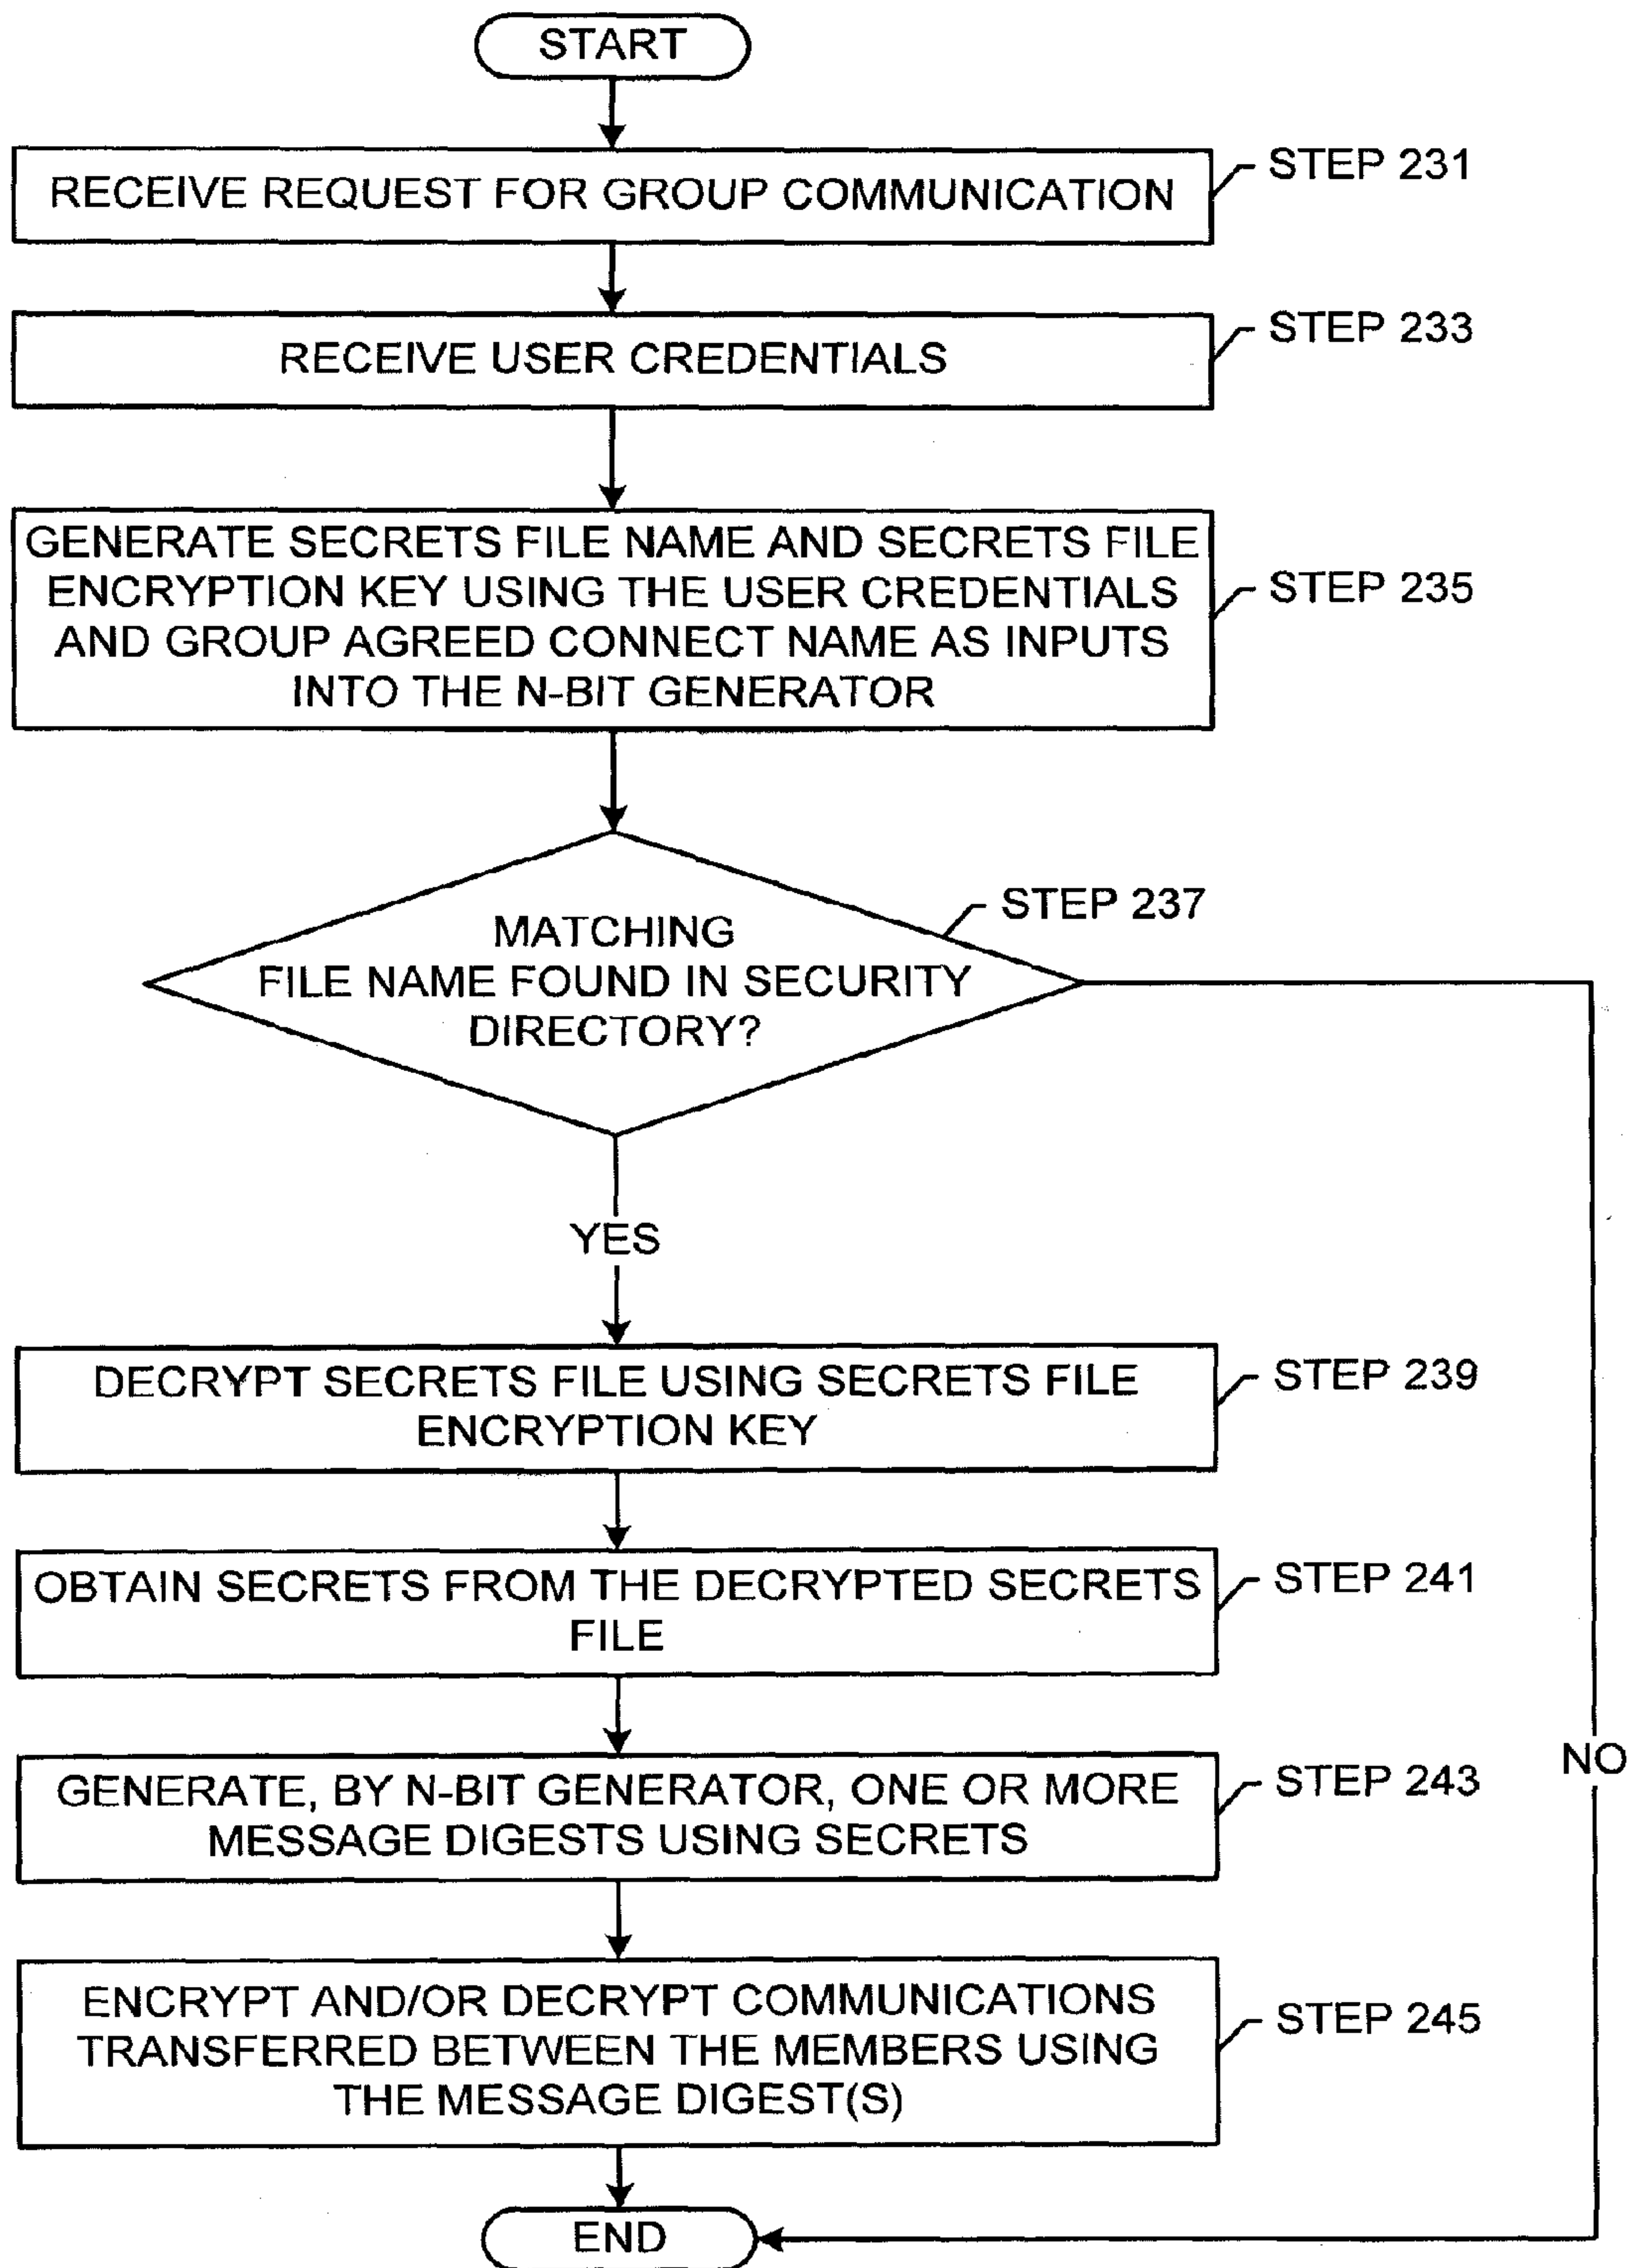 START
RECEIVE REQUEST FOR GROUP COMMUNICATION
STEP 231
RECEIVE USER CREDENTIALS
STEP 233
GENERATE SECRETS FILE NAME AND SECRETS FILE
ENCRYPTION KEY USING THE USER CREDENTIALS
AND GROUP AGREED CONNECT NAME AS INPUTS
INTO THE N-BIT GENERATOR
STEP 235
MATCHING
FILE NAME FOUND IN SECURITY
DIRECTORY?
STEP 237
YES
DECRYPT SECRETS FILE USING SECRETS FILE
ENCRYPTION KEY
STEP 239
OBTAIN SECRETS FROM THE DECRYPTED SECRETS
FILE
STEP 241
GENERATE, BY N-BIT GENERATOR, ONE OR MORE
MESSAGE DIGESTS USING SECRETS
STEP 243
NO
ENCRYPT AND/OR DECRYPT COMMUNICATIONS
TRANSFERRED BETWEEN THE MEMBERS USING
THE MESSAGE DIGEST(S)
STEP 245
END